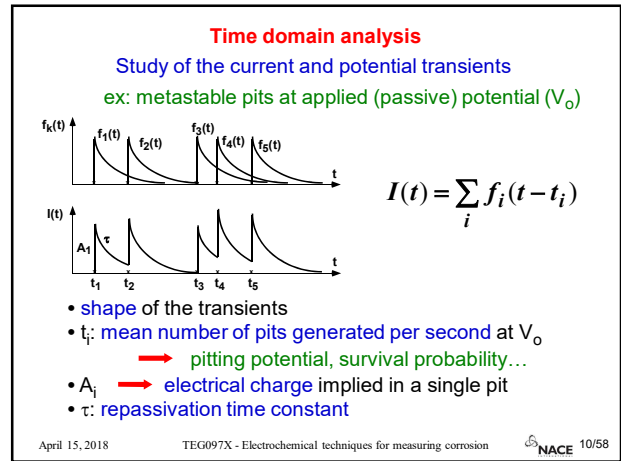 Time domain analysis
Study of the current and potential transients
ex: metastable pits at applied (passive) potential (Vo)
fk(t)
f1(t)
f2(t)
f3(t)
f4(t)
f5(t)
t
I(t) = ∑i fi(t − ti)
I(t)
A1
τ
t
t1 t2 t3 t4 t5
• shape of the transients
• ti: mean number of pits generated per second at Vo
pitting potential, survival probability…
• Ai electrical charge implied in a single pit
• τ: repassivation time constant
April 15, 2018 TEG097X - Electrochemical techniques for measuring corrosion NACE 10/58